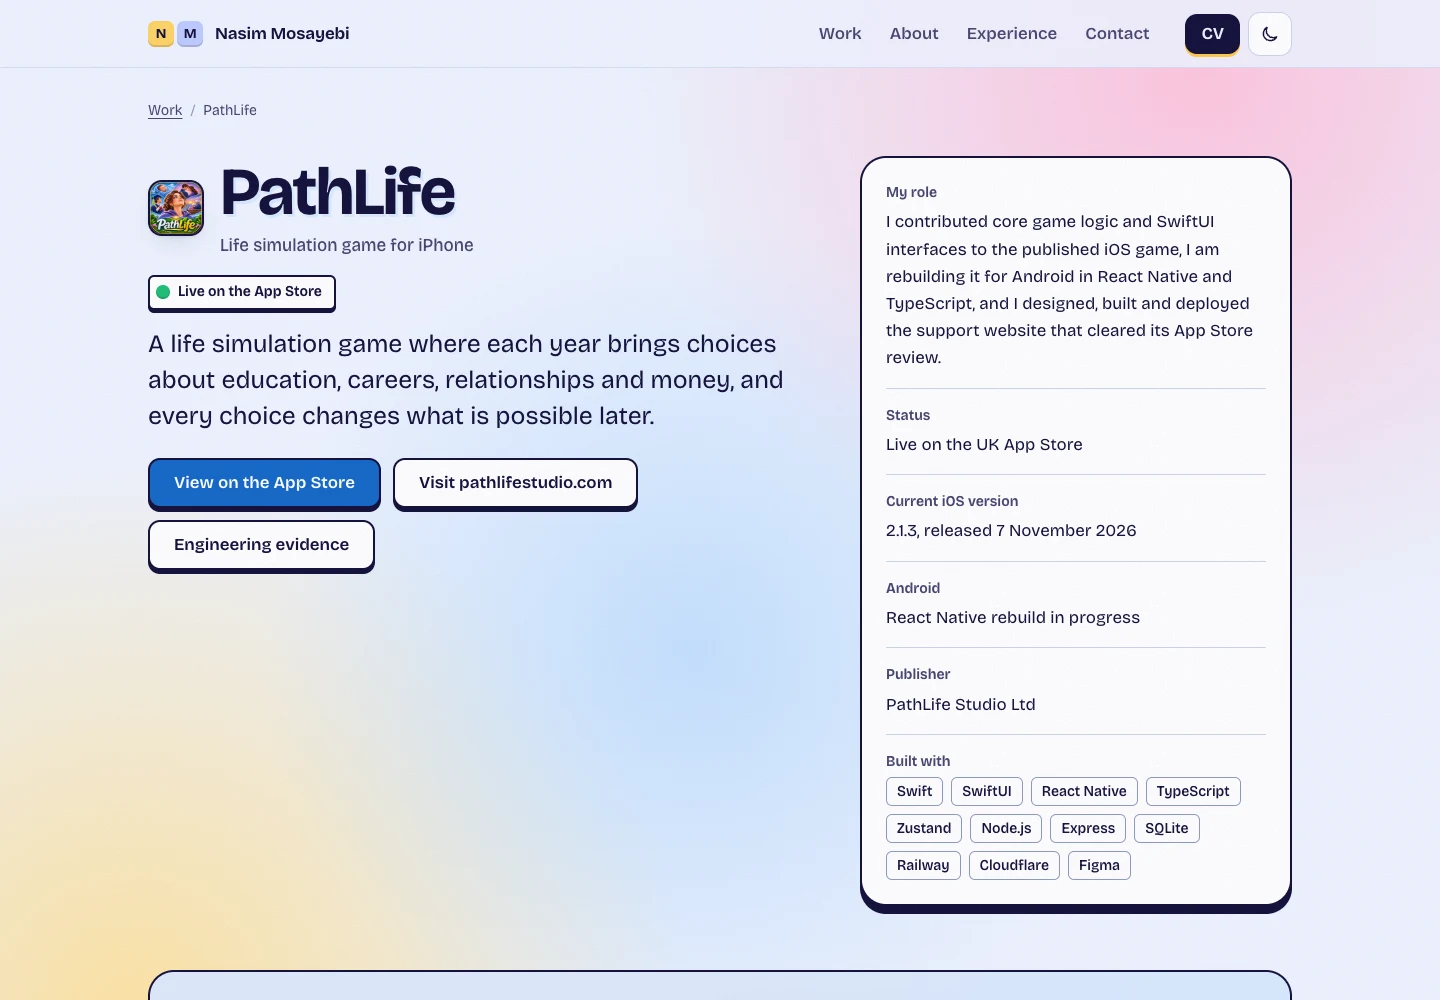 N M Nasim Mosayebi
Work About Experience Contact CV
Work / PathLife
PathLife
PathLife
Life simulation game for iPhone
Live on the App Store
A life simulation game where each year brings choices
about education, careers, relationships and money, and
every choice changes what is possible later.
View on the App Store
Visit pathlifestudio.com
Engineering evidence
My role
I contributed core game logic and SwiftUI
interfaces to the published iOS game, I am
rebuilding it for Android in React Native and
TypeScript, and I designed, built and deployed
the support website that cleared its App Store
review.
Status
Live on the UK App Store
Current iOS version
2.1.3, released 7 November 2026
Android
React Native rebuild in progress
Publisher
PathLife Studio Ltd
Built with
Swift SwiftUI React Native TypeScript
Zustand Node.js Express SQLite
Railway Cloudflare Figma